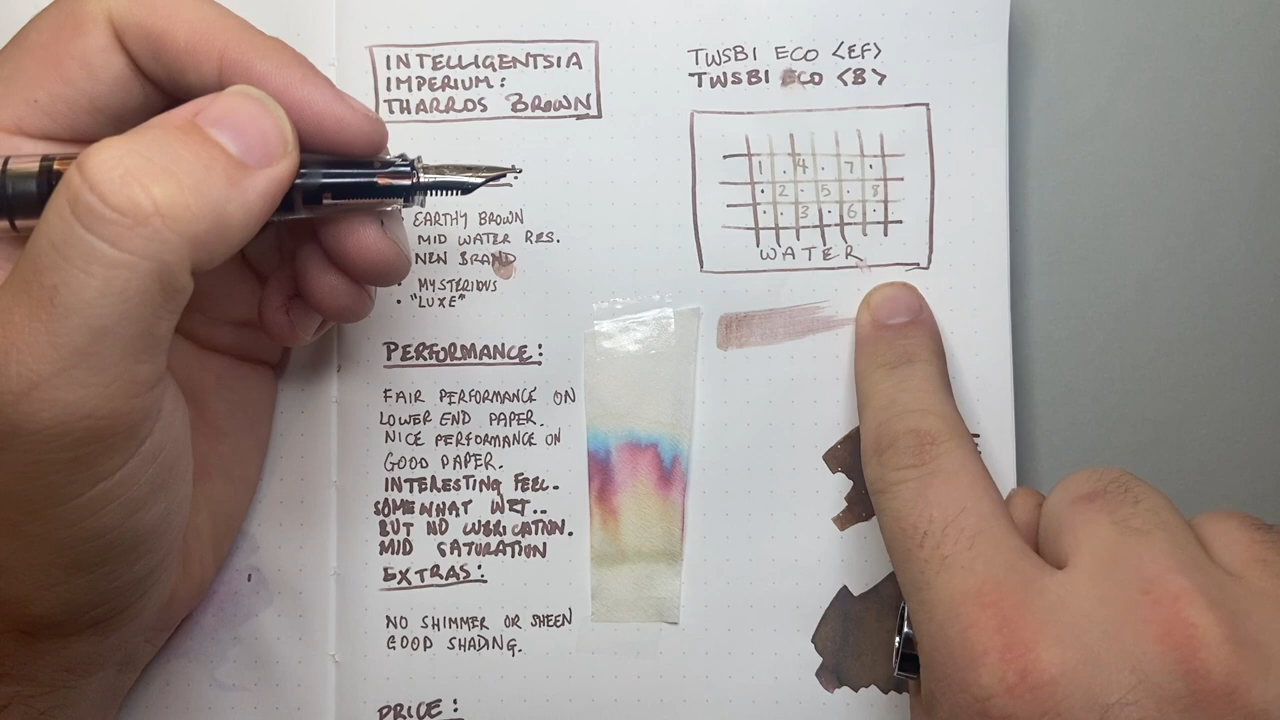 INTELLIGENTSIA
IMPERIUM:
THARROS BROWN
• EARTHY BROWN
MID WATER RES.
NEW BRAND
• MYSTERIOUS
• "LUXE"
PERFORMANCE:
FAIR PERFORMANCE ON
LOWER END PAPER.
NICE PERFORMANCE ON
GOOD PAPER.
INTERESTING FEEL.
SOMEWHAT WET..
BUT NO LUBRICATION.
MID SATURATION
EXTRAS:
NO SHIMMER OR SHEEN
GOOD SHADING.
PRICE:
TWSBI ECO <EF>
TWSBI ECO <B>
1 · 4 · 7 ·
· 2 · 5 · 8
· · 3 · 6 ·
WATER